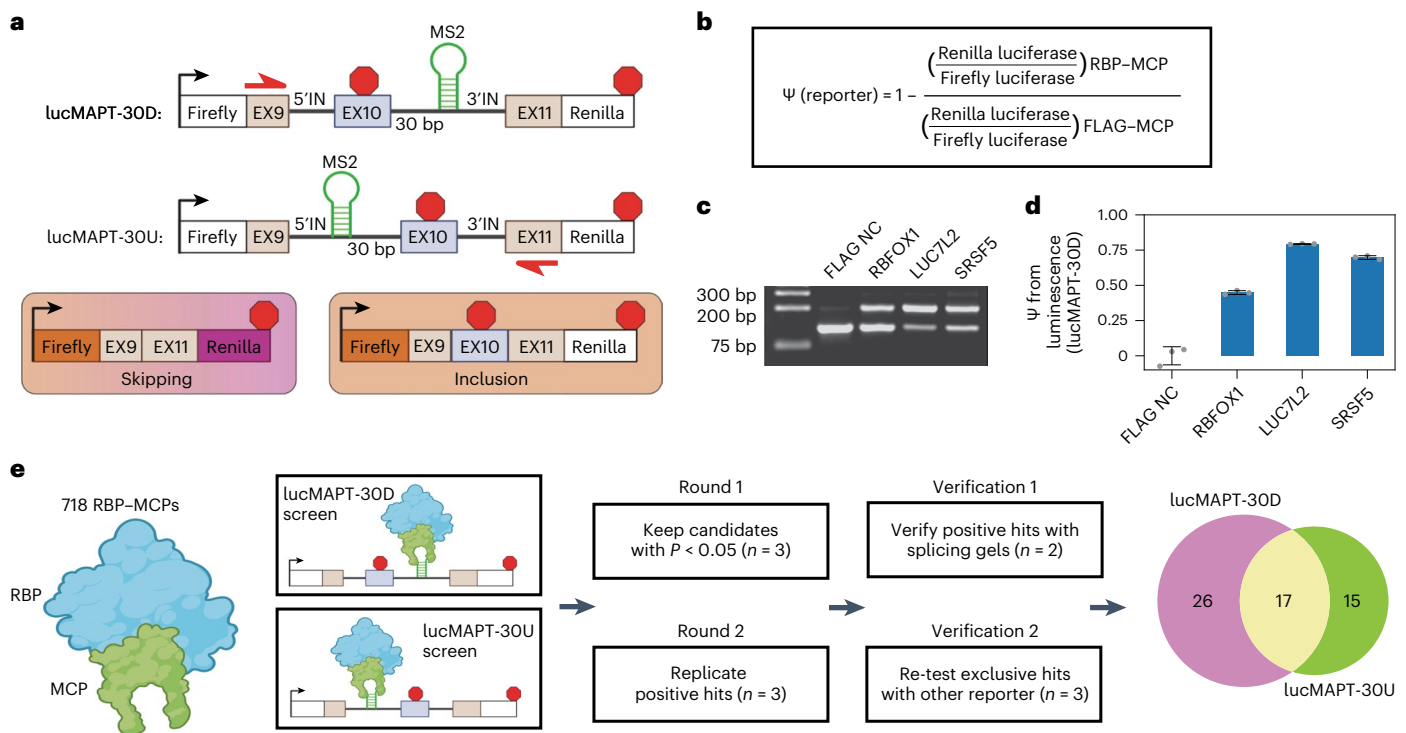 a
MS2
lucMAPT-30D:
Firefly
EX9
5′IN
EX10
30 bp
3′IN
EX11
Renilla
MS2
lucMAPT-30U:
Firefly
EX9
5′IN
30 bp
EX10
3′IN
EX11
Renilla
Firefly
EX9
EX11
Renilla
Skipping
Firefly
EX9
EX10
EX11
Renilla
Inclusion
b
Ψ (reporter) = 1 –
(Renilla luciferase
Firefly luciferase) RBP–MCP
(Renilla luciferase
Firefly luciferase) FLAG–MCP
c
FLAG NC
RBFOX1
LUC7L2
SRSF5
300 bp
200 bp
75 bp
d
Ψ from
luminescence
(lucMAPT-30D)
1.00
0.75
0.50
0.25
0
FLAG NC
RBFOX1
LUC7L2
SRSF5
e
718 RBP–MCPs
RBP
MCP
lucMAPT-30D
screen
lucMAPT-30U
screen
Round 1
Keep candidates
with P < 0.05 (n = 3)
Round 2
Replicate
positive hits (n = 3)
Verification 1
Verify positive hits with
splicing gels (n = 2)
Verification 2
Re-test exclusive hits
with other reporter (n = 3)
lucMAPT-30D
26
17
15
lucMAPT-30U